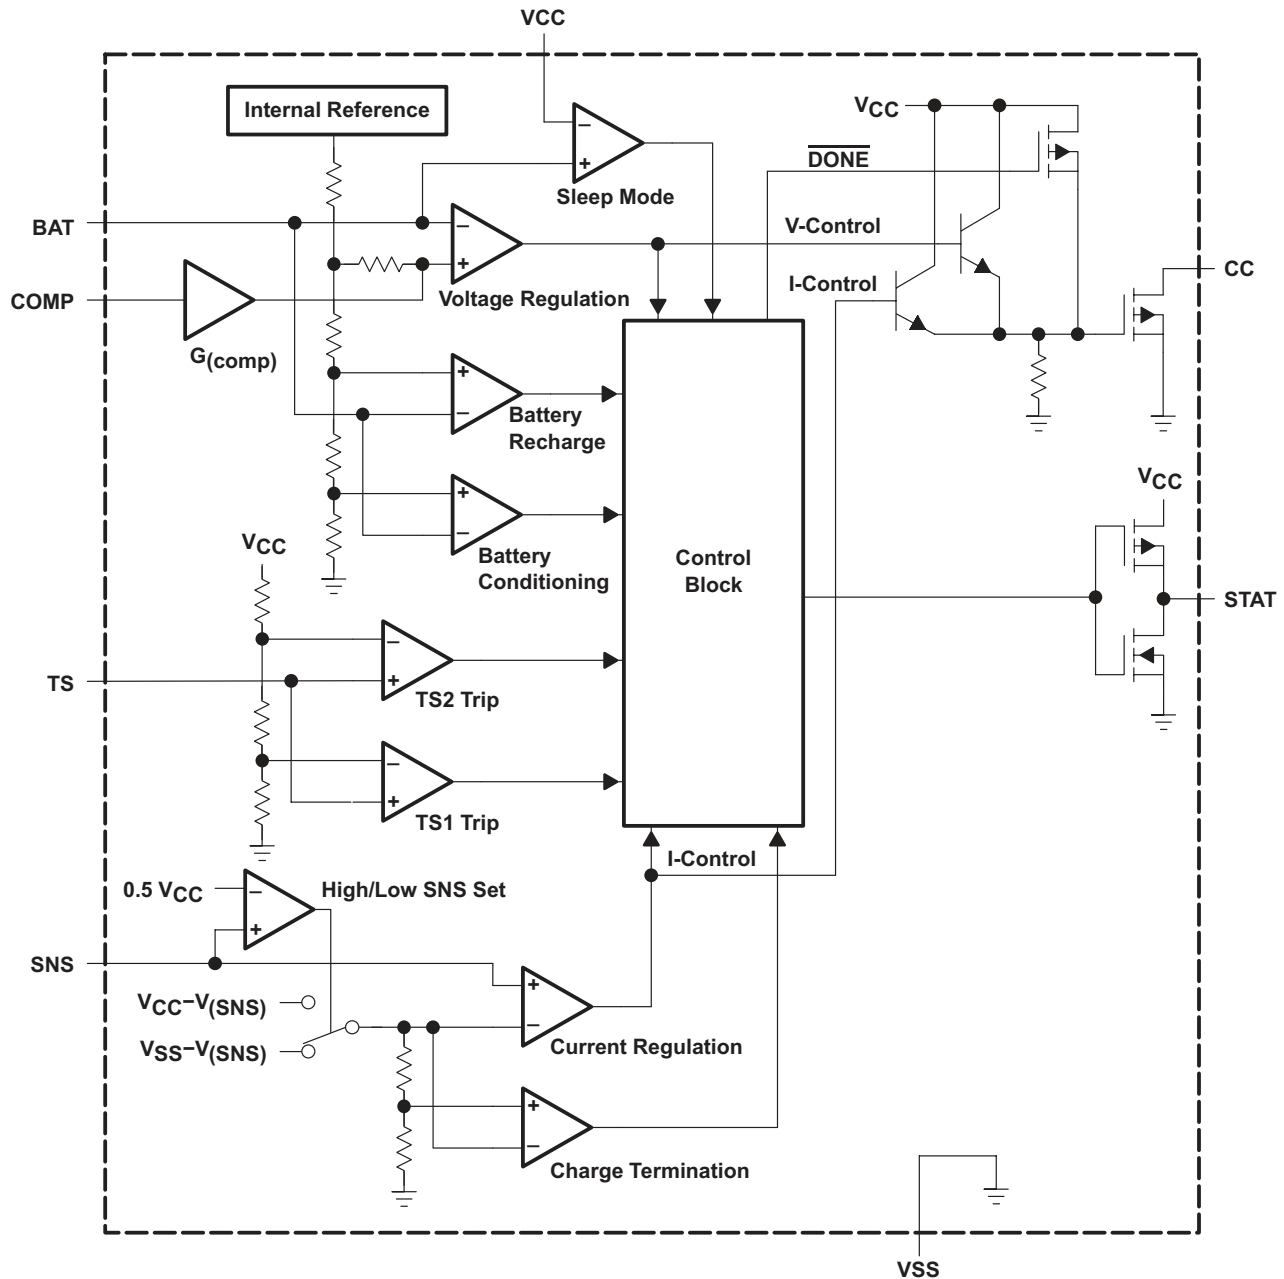 VCC
Internal Reference
−
+
Sleep Mode
VCC
DONE
BAT
−
+
Voltage Regulation
V-Control
COMP
G(comp)
I-Control
CC
+
−
Battery
Recharge
+
−
Battery
Conditioning
VCC
Control
Block
VCC
STAT
TS
−
+
TS2 Trip
−
+
TS1 Trip
I-Control
0.5 VCC
−
+
High/Low SNS Set
SNS
VCC−V(SNS)
VSS−V(SNS)
+
−
Current Regulation
+
−
Charge Termination
VSS